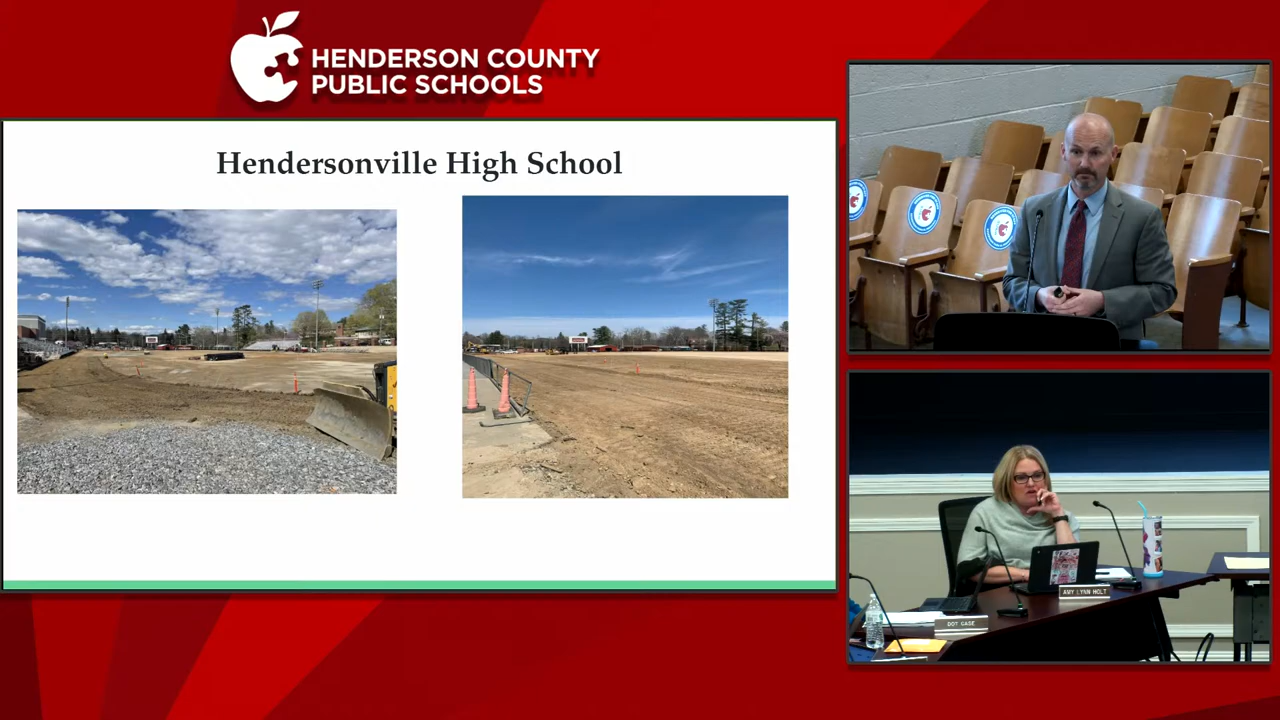 HENDERSON COUNTY
PUBLIC SCHOOLS
Hendersonville High School
AMY LYNN HOLT
DOT CASE